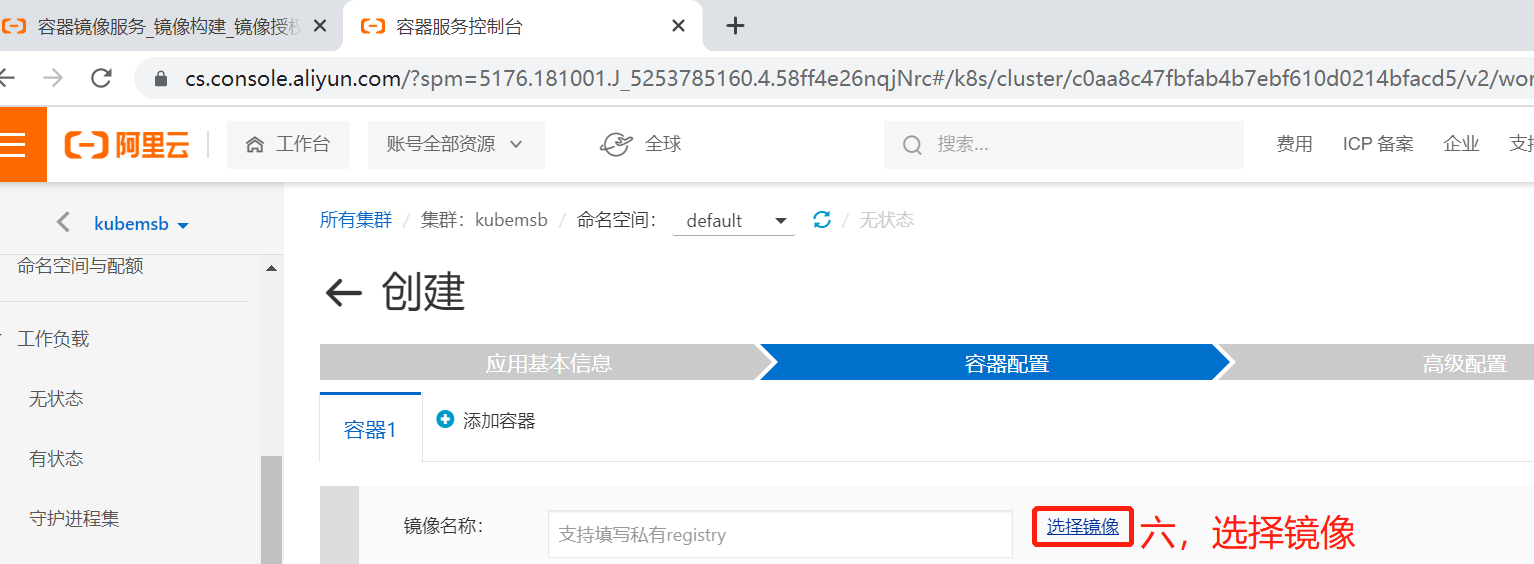 容器镜像服务_镜像构建_镜像授权
容器服务控制台
cs.console.aliyun.com/?spm=5176.181001.J_5253785160.4.58ff4e26nqjNrc#/k8s/cluster/c0aa8c47fbfab4b7ebf610d0214bfacd5/v2/wor
阿里云 工作台 账号全部资源 全球 搜索... 费用 ICP 备案 企业 支持
kubemsb 所有集群 / 集群：kubemsb / 命名空间： default / 无状态
命名空间与配额
创建
工作负载
应用基本信息 容器配置 高级配置
无状态
容器1 添加容器
有状态
守护进程集
镜像名称： 支持填写私有registry 选择镜像 六，选择镜像